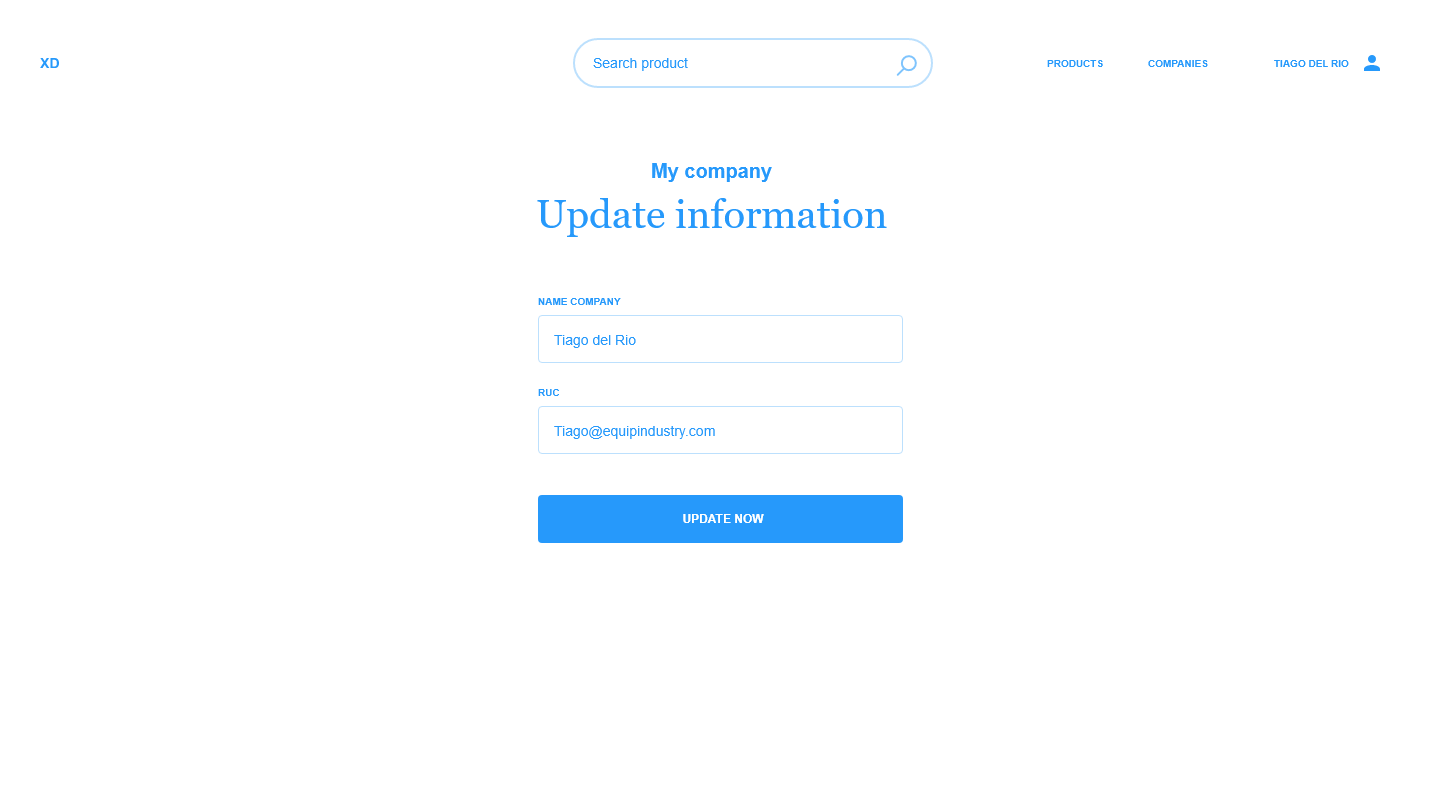 XD
Search product
PRODUCTS
COMPANIES
TIAGO DEL RIO
My company
Update information
NAME COMPANY
Tiago del Rio
RUC
Tiago@equipindustry.com
UPDATE NOW